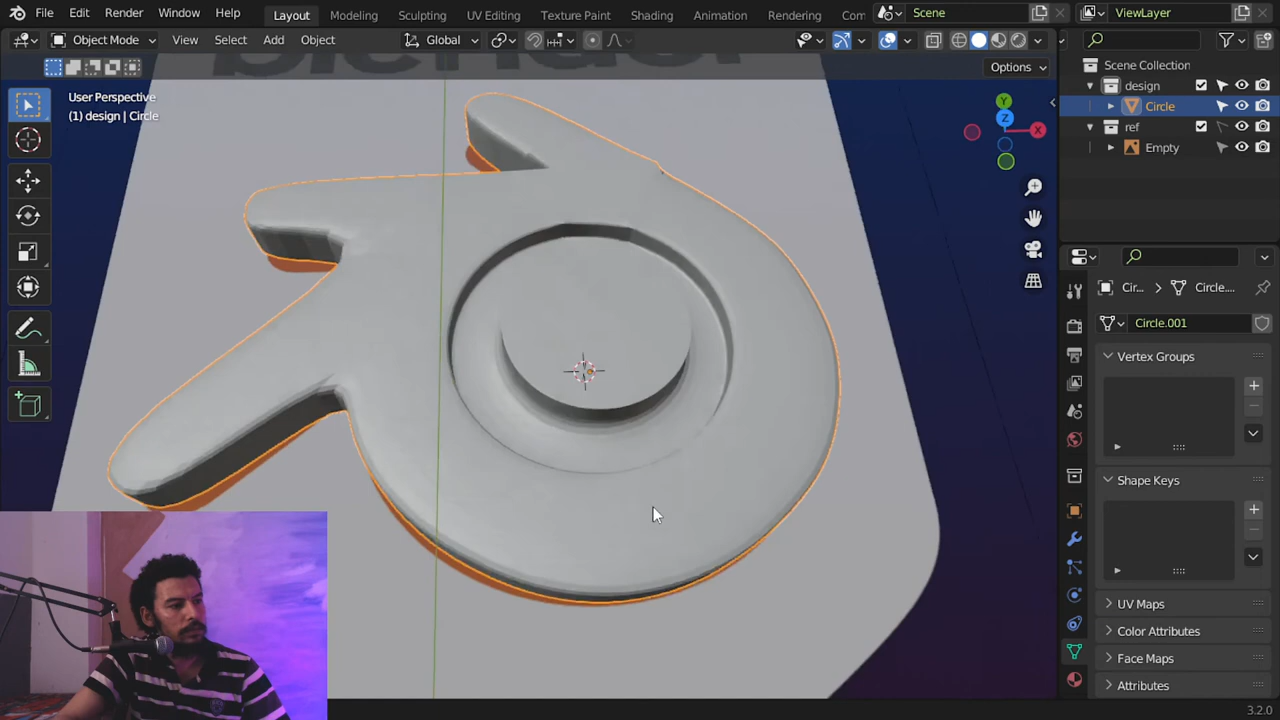 File Edit Render Window Help Layout Modeling Sculpting UV Editing Texture Paint Shading Animation Rendering Com Scene ViewLayer
Object Mode View Select Add Object Global
Options
User Perspective
(1) design | Circle
blender
Z
Y
X
Scene Collection
design
Circle
ref
Empty
Cir... > Circle....
Circle.001
Vertex Groups
Shape Keys
UV Maps
Color Attributes
Face Maps
Attributes
3.2.0